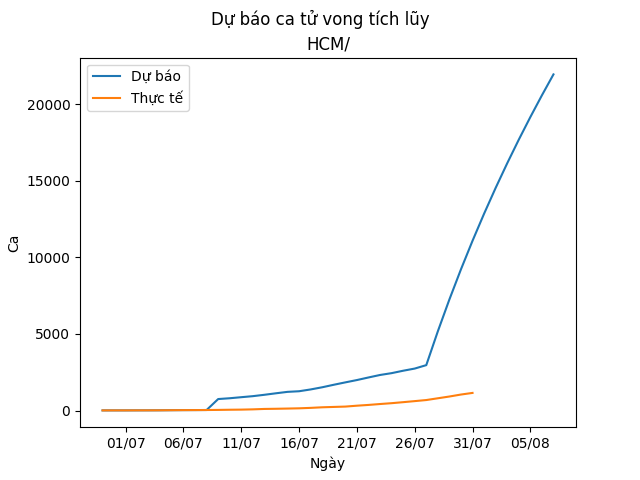 Dự báo ca tử vong tích lũy
HCM/
Dự báo
Thực tế
20000
15000
10000
5000
0
Ca
01/07 06/07 11/07 16/07 21/07 26/07 31/07 05/08
Ngày